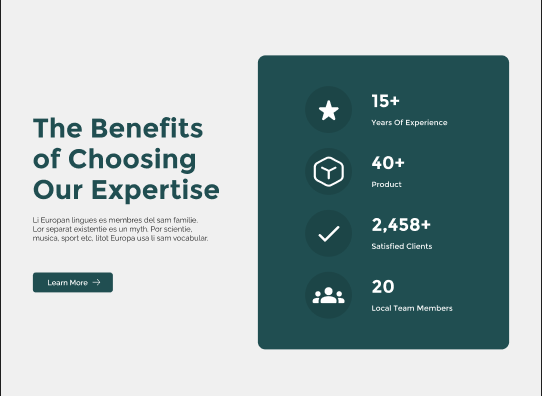 The Benefits
of Choosing
Our Expertise
Li Europan lingues es membres del sam familie.
Lor separat existentie es un myth. Por scientie,
musica, sport etc, litot Europa usa li sam vocabular.
Learn More
15+
Years Of Experience
40+
Product
2,458+
Satisfied Clients
20
Local Team Members